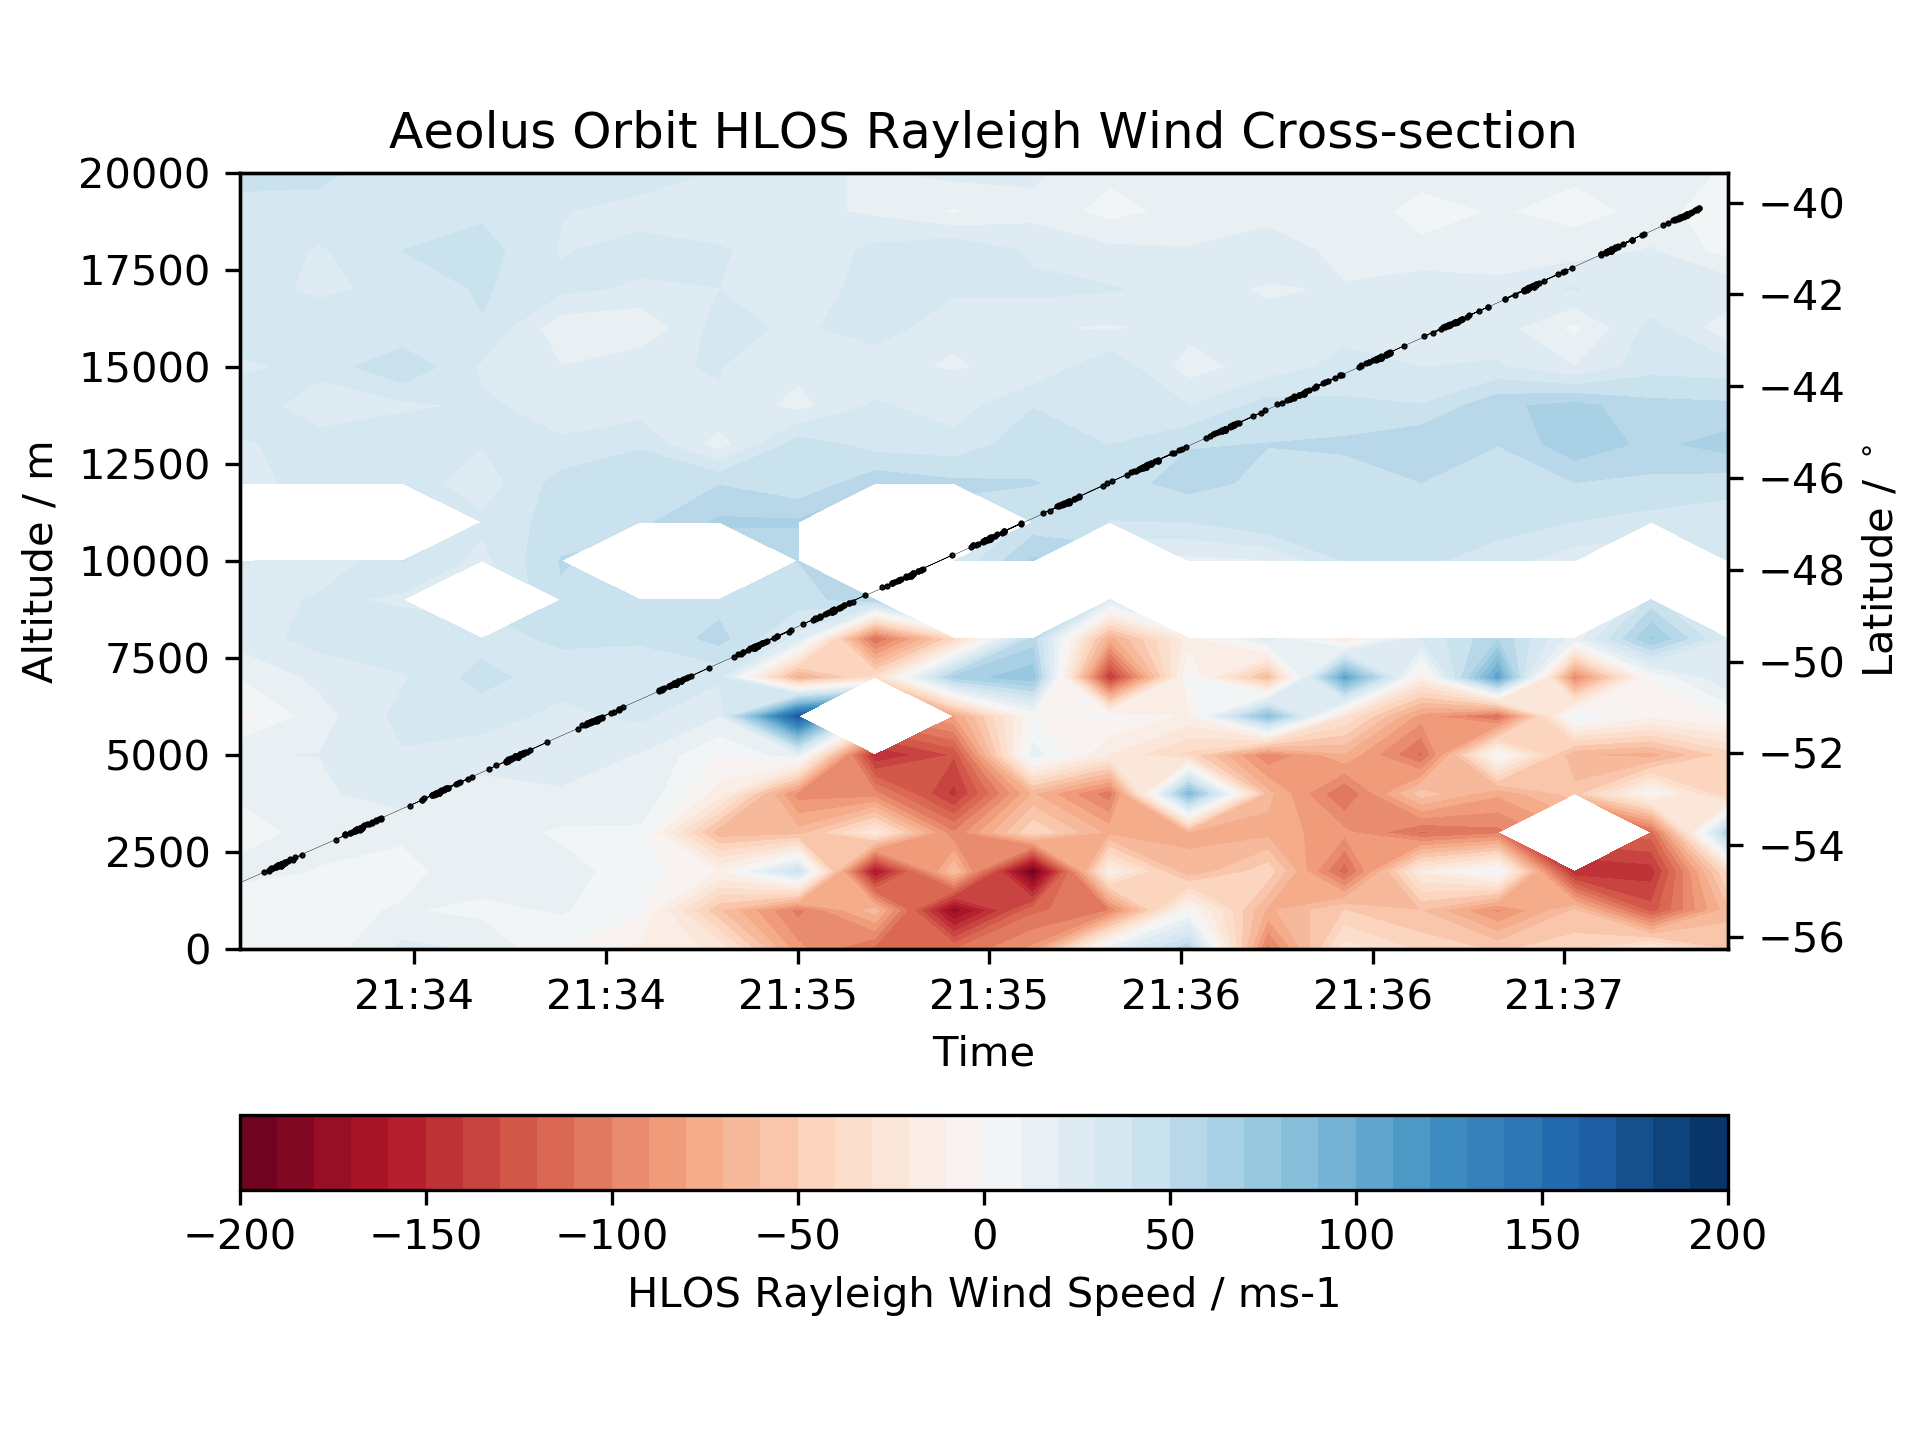 Aeolus Orbit HLOS Rayleigh Wind Cross-section
20000
17500
15000
12500
10000
7500
5000
2500
0
Altitude / m
−40
−42
−44
−46
−48
−50
−52
−54
−56
Latitude / °
21:34 21:34 21:35 21:35 21:36 21:36 21:37
Time
−200 −150 −100 −50 0 50 100 150 200
HLOS Rayleigh Wind Speed / ms-1